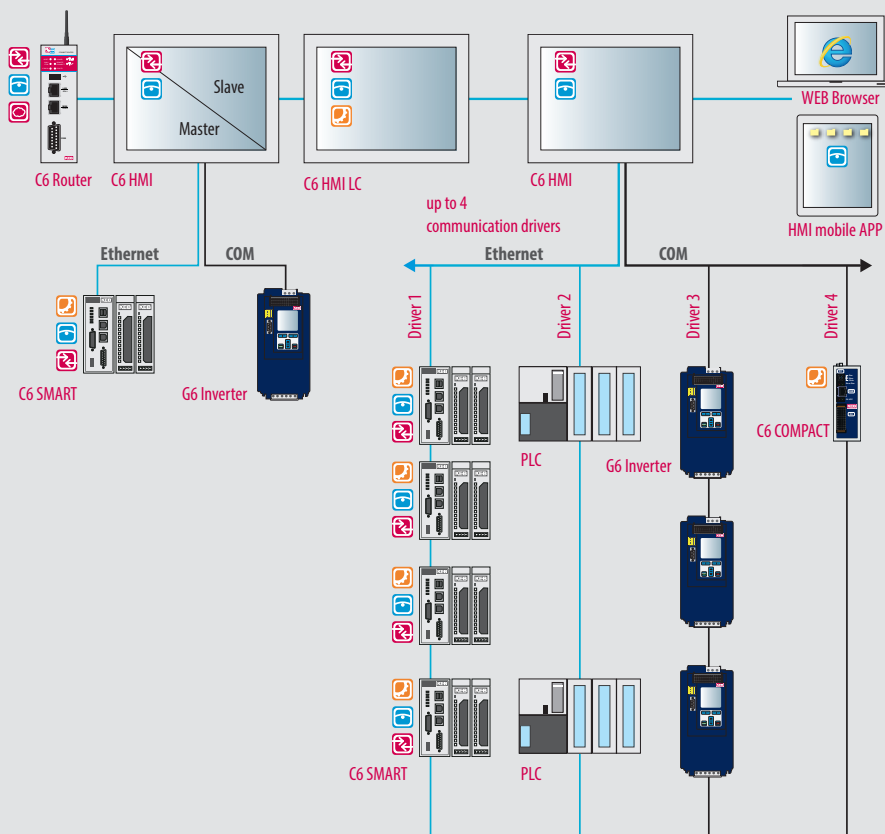 Slave
Master
WEB Browser
C6 Router
C6 HMI
C6 HMI LC
C6 HMI
up to 4
communication drivers
HMI mobile APP
Ethernet
COM
Ethernet
COM
Driver 1
Driver 2
Driver 3
Driver 4
C6 SMART
G6 Inverter
C6 COMPACT
PLC
G6 Inverter
C6 SMART
PLC